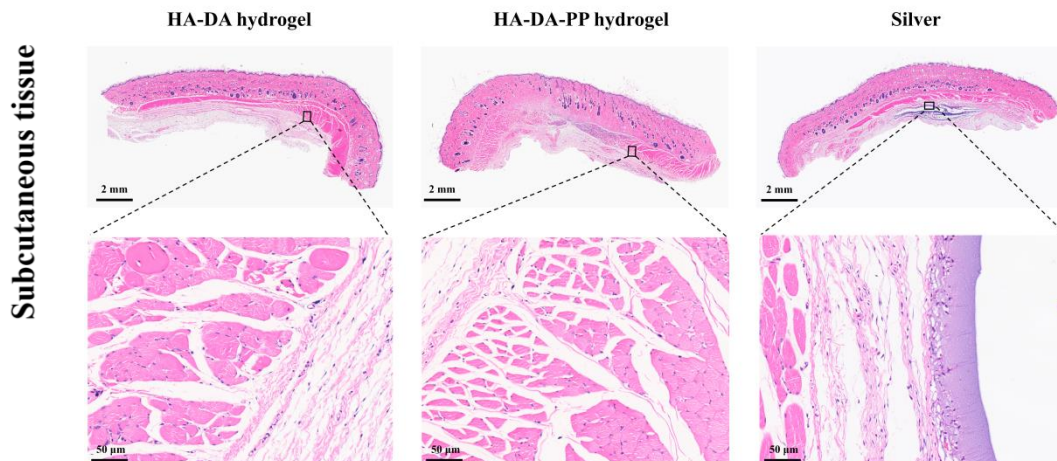 HA-DA hydrogel
HA-DA-PP hydrogel
Silver
Subcutaneous tissue
2 mm
2 mm
2 mm
50 μm
50 μm
50 μm